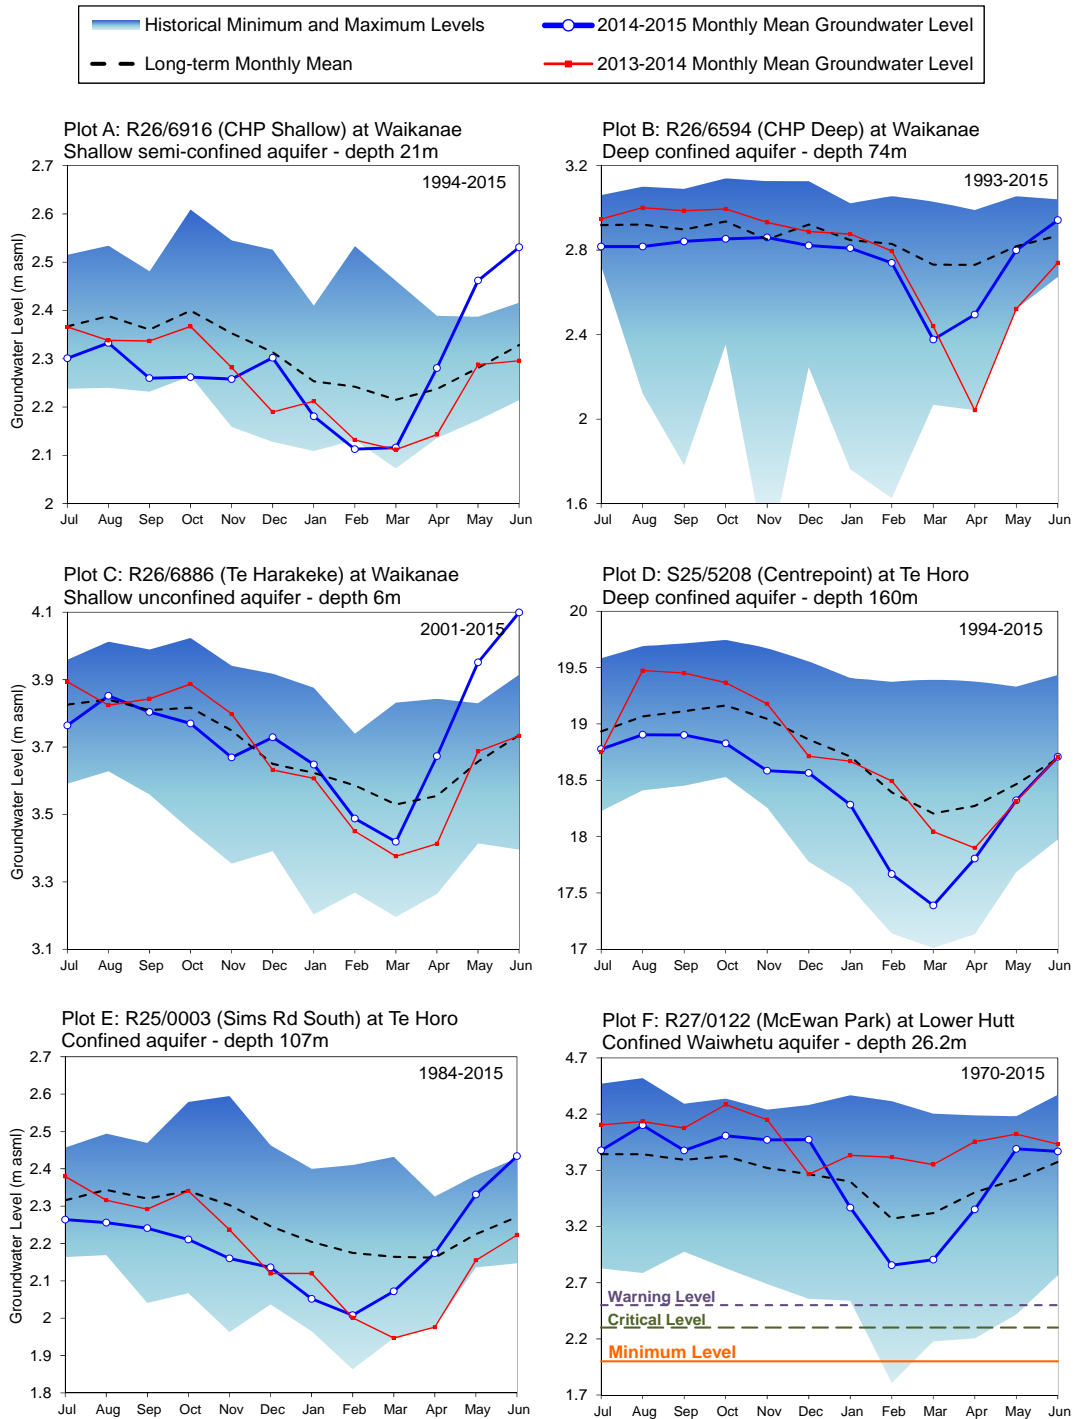 Historical Minimum and Maximum Levels
2014-2015 Monthly Mean Groundwater Level
Long-term Monthly Mean
2013-2014 Monthly Mean Groundwater Level
Plot A: R26/6916 (CHP Shallow) at Waikanae
Shallow semi-confined aquifer - depth 21m
1994-2015
Groundwater Level (m asml)
2.7
2.6
2.5
2.4
2.3
2.2
2.1
2
Jul Aug Sep Oct Nov Dec Jan Feb Mar Apr May Jun
Plot B: R26/6594 (CHP Deep) at Waikanae
Deep confined aquifer - depth 74m
1993-2015
3.2
2.8
2.4
2
1.6
Jul Aug Sep Oct Nov Dec Jan Feb Mar Apr May Jun
Plot C: R26/6886 (Te Harakeke) at Waikanae
Shallow unconfined aquifer - depth 6m
2001-2015
Groundwater Level (m asml)
4.1
3.9
3.7
3.5
3.3
3.1
Jul Aug Sep Oct Nov Dec Jan Feb Mar Apr May Jun
Plot D: S25/5208 (Centrepoint) at Te Horo
Deep confined aquifer - depth 160m
1994-2015
20
19.5
19
18.5
18
17.5
17
Jul Aug Sep Oct Nov Dec Jan Feb Mar Apr May Jun
Plot E: R25/0003 (Sims Rd South) at Te Horo
Confined aquifer - depth 107m
1984-2015
Groundwater Level (m asml)
2.7
2.6
2.5
2.4
2.3
2.2
2.1
2
1.9
1.8
Jul Aug Sep Oct Nov Dec Jan Feb Mar Apr May Jun
Plot F: R27/0122 (McEwan Park) at Lower Hutt
Confined Waiwhetu aquifer - depth 26.2m
1970-2015
4.7
4.2
3.7
3.2
2.7
2.2
1.7
Warning Level
Critical Level
Minimum Level
Jul Aug Sep Oct Nov Dec Jan Feb Mar Apr May Jun